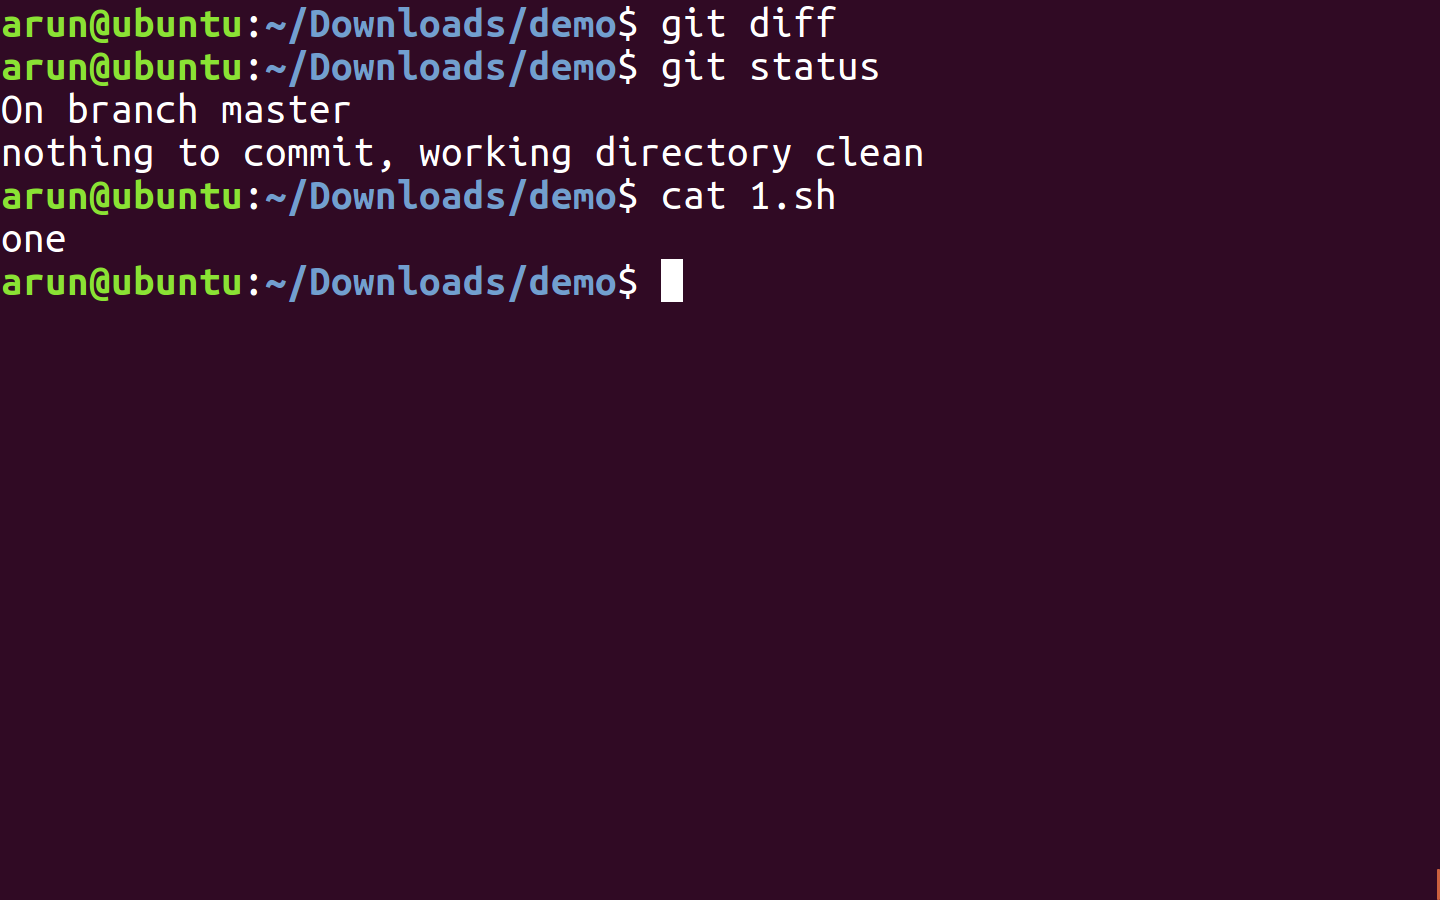 arun@ubuntu:~/Downloads/demo$ git diff
arun@ubuntu:~/Downloads/demo$ git status
On branch master
nothing to commit, working directory clean
arun@ubuntu:~/Downloads/demo$ cat 1.sh
one
arun@ubuntu:~/Downloads/demo$